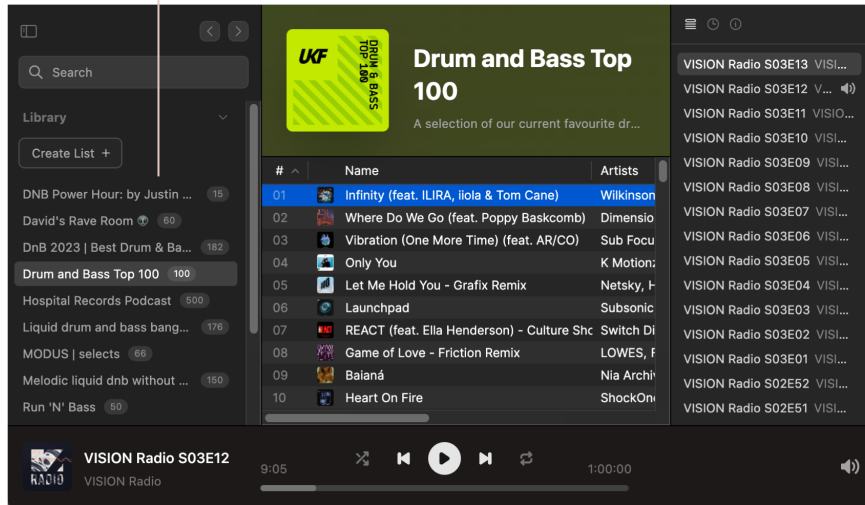 Search
Library
Create List +
DNB Power Hour: by Justin ... 15
David's Rave Room 👽 60
DnB 2023 | Best Drum & Ba... 182
Drum and Bass Top 100 100
Hospital Records Podcast 500
Liquid drum and bass bang... 176
MODUS | selects 66
Melodic liquid dnb without ... 150
Run 'N' Bass 50
UKF
DRUM & BASS
TOP 100
Drum and Bass Top
100
A selection of our current favourite dr...
# Name Artists
01 Infinity (feat. ILIRA, iiola & Tom Cane) Wilkinson
02 Where Do We Go (feat. Poppy Baskcomb) Dimensio
03 Vibration (One More Time) (feat. AR/CO) Sub Focu
04 Only You K Motionz
05 Let Me Hold You - Grafix Remix Netsky, H
06 Launchpad Subsonic
07 REACT (feat. Ella Henderson) - Culture Sho Switch Di
08 Game of Love - Friction Remix LOWES, F
09 Baianá Nia Archiv
10 Heart On Fire ShockOne
VISION Radio S03E13 VISI...
VISION Radio S03E12 V...
VISION Radio S03E11 VISIO...
VISION Radio S03E10 VISI...
VISION Radio S03E09 VISI...
VISION Radio S03E08 VISI...
VISION Radio S03E07 VISI...
VISION Radio S03E06 VISI...
VISION Radio S03E05 VISI...
VISION Radio S03E04 VISI...
VISION Radio S03E03 VISI...
VISION Radio S03E02 VISI...
VISION Radio S03E01 VISI...
VISION Radio S02E52 VISI...
VISION Radio S02E51 VISI...
RADIO
VISION Radio S03E12
VISION Radio
9:05
1:00:00